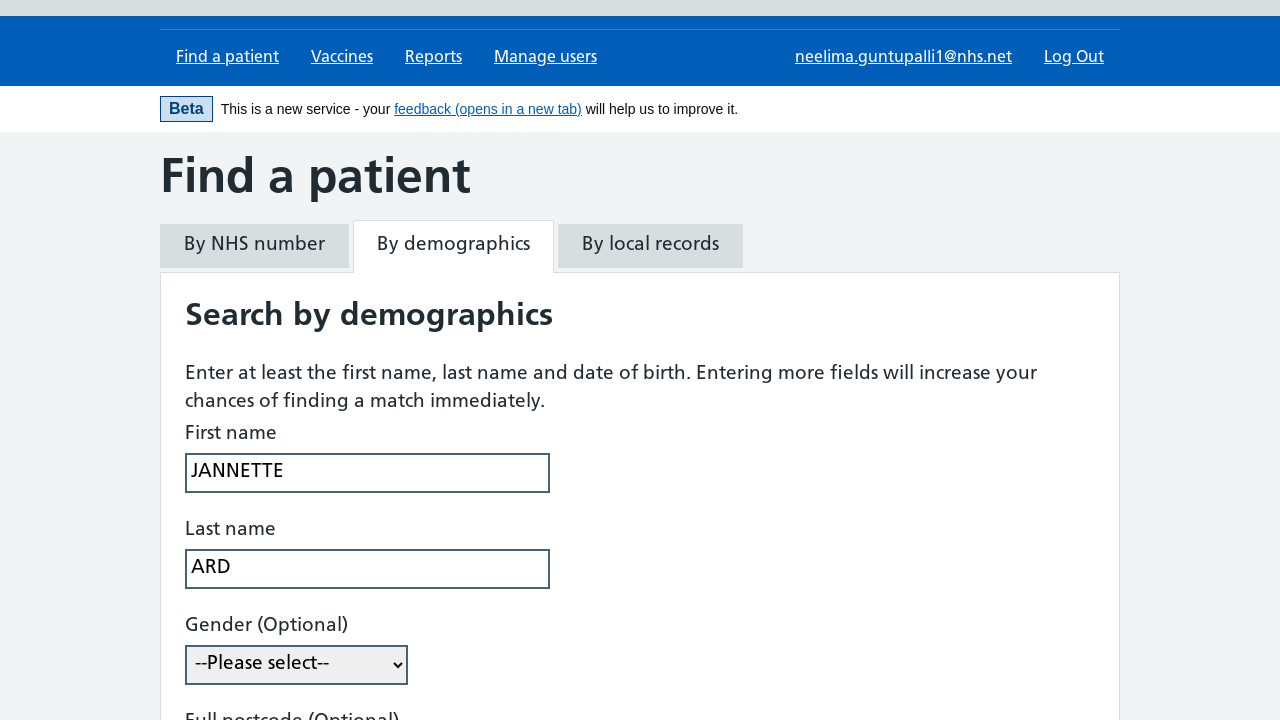 Find a patient Vaccines Reports Manage users neelima.guntupalli1@nhs.net Log Out
Beta This is a new service - your feedback (opens in a new tab) will help us to improve it.
Find a patient
By NHS number By demographics By local records
Search by demographics
Enter at least the first name, last name and date of birth. Entering more fields will increase your
chances of finding a match immediately.
First name
JANNETTE
Last name
ARD
Gender (Optional)
--Please select--
Full postcode (Optional)